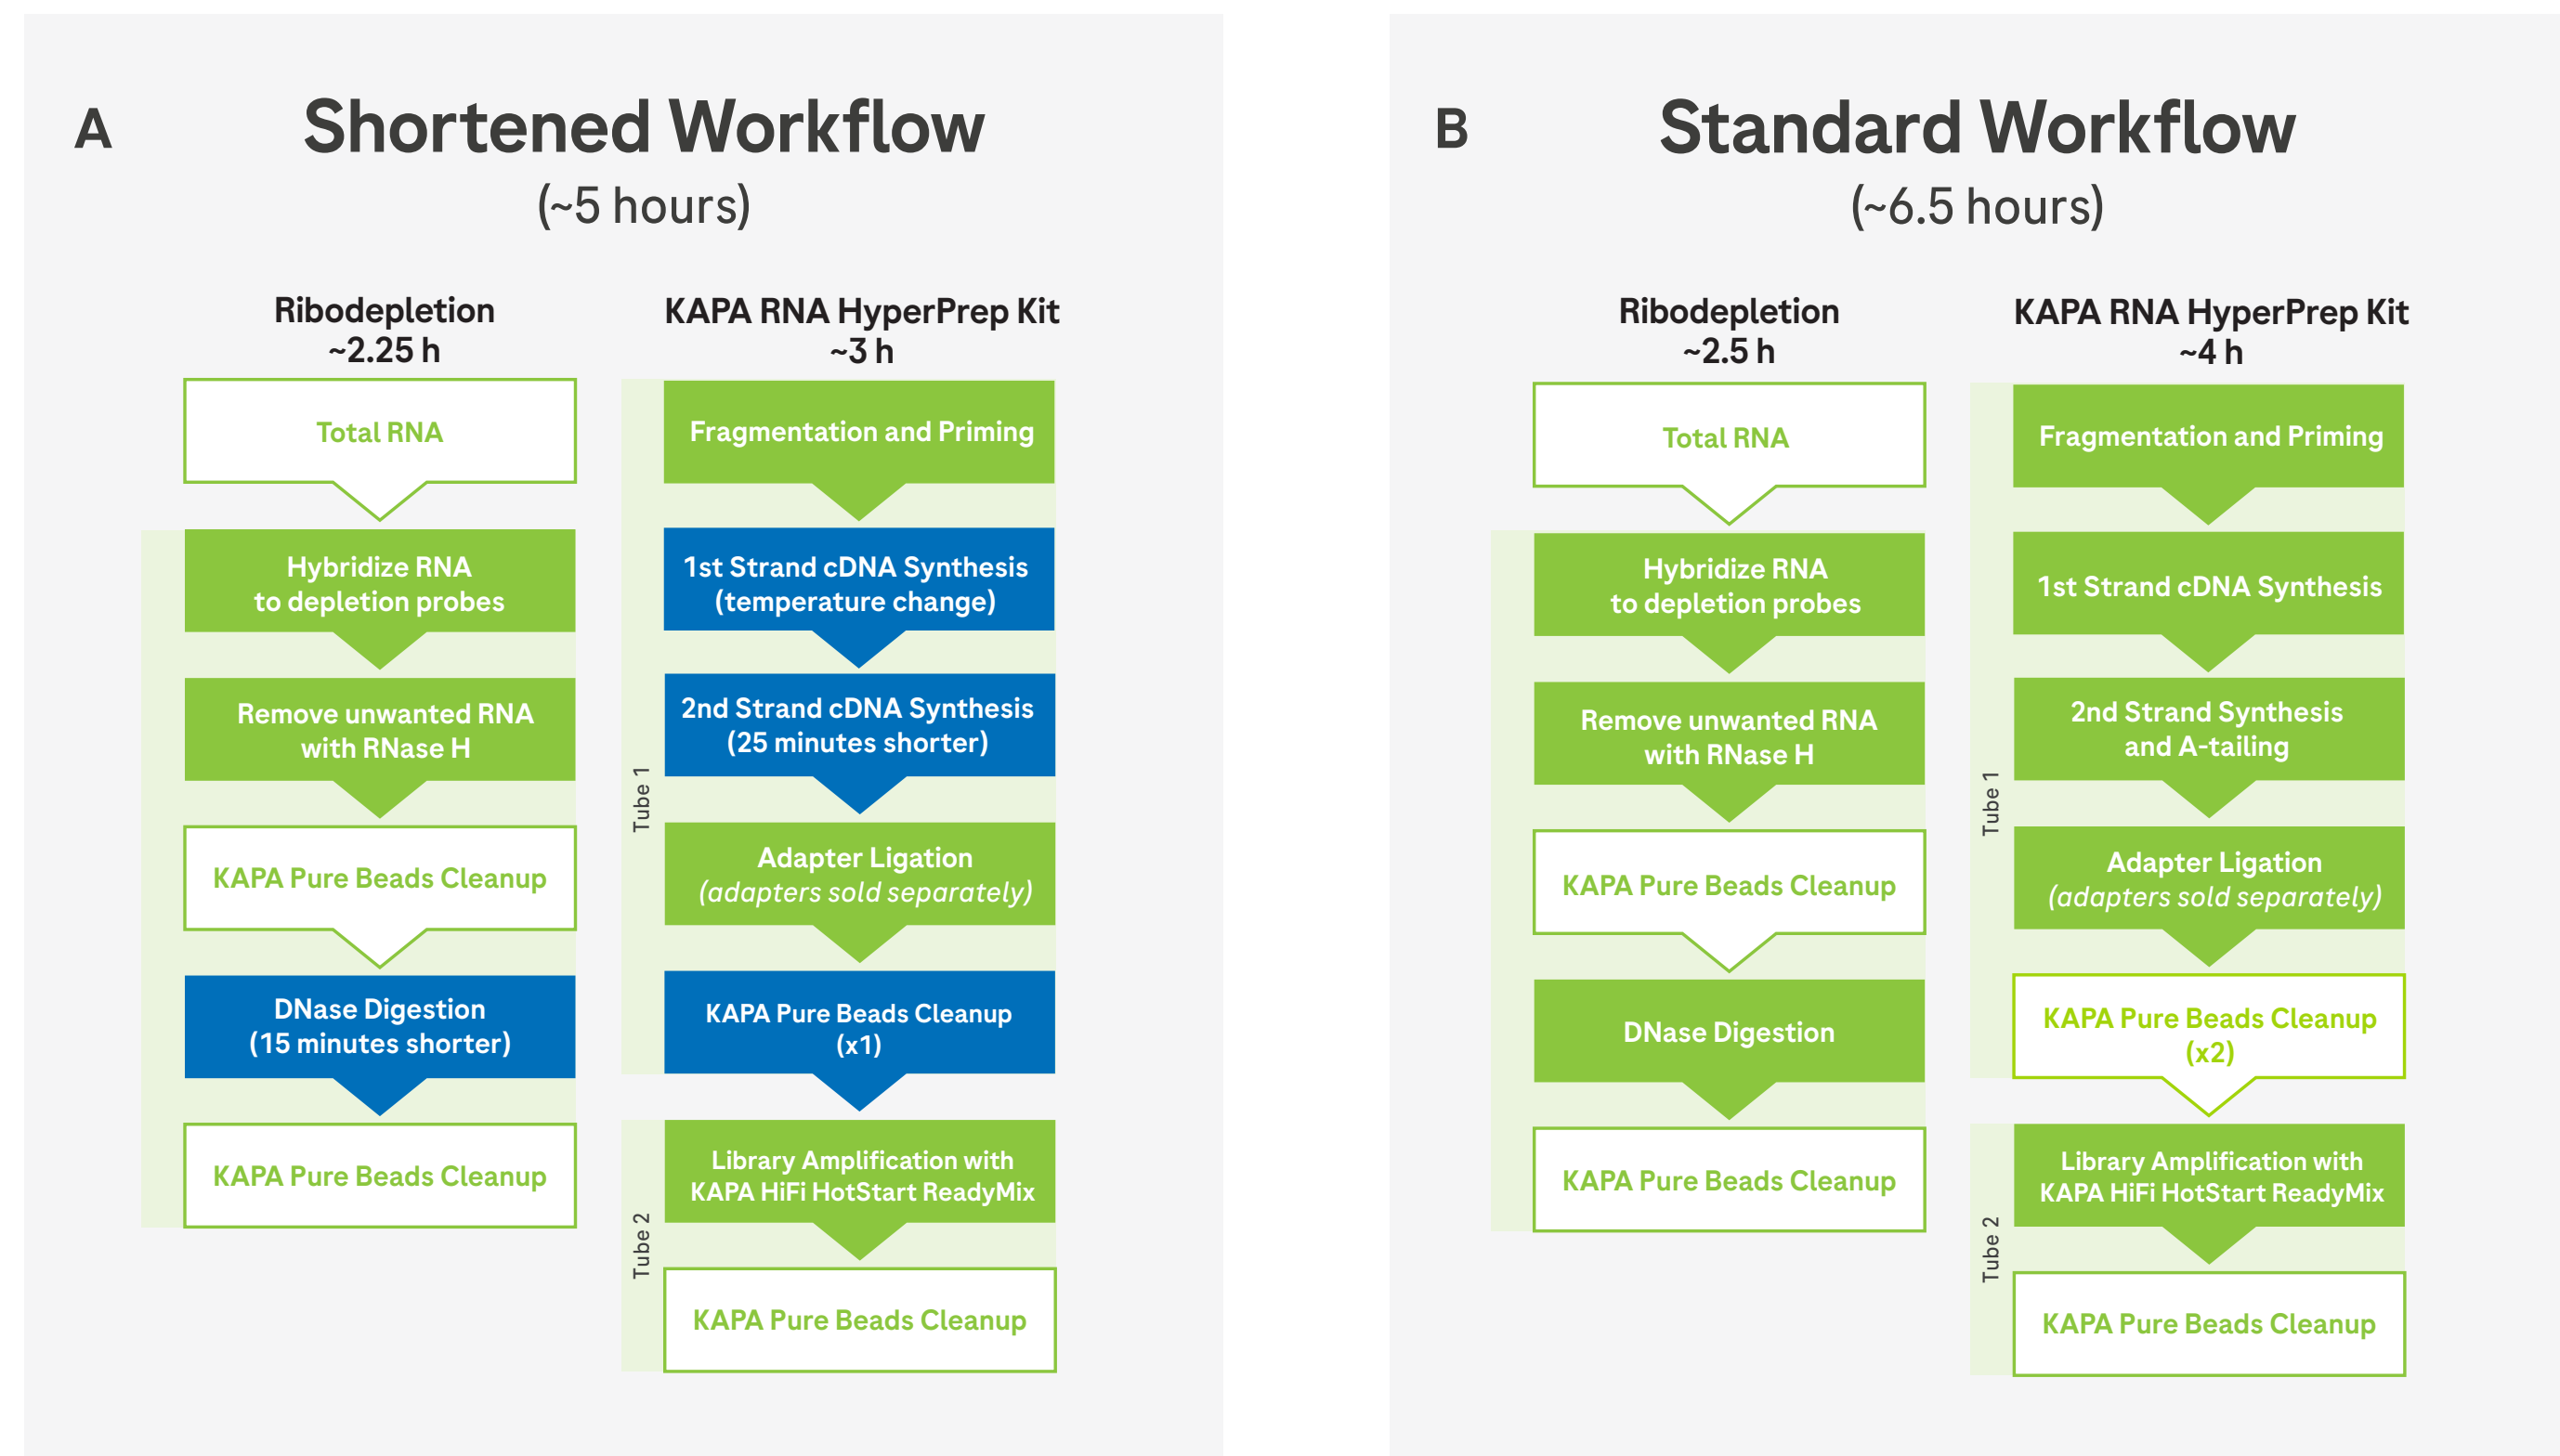 A
Shortened Workflow
(~5 hours)
Ribodepletion
~2.25 h
Total RNA
Hybridize RNA
to depletion probes
Remove unwanted RNA
with RNase H
KAPA Pure Beads Cleanup
DNase Digestion
(15 minutes shorter)
KAPA Pure Beads Cleanup
KAPA RNA HyperPrep Kit
~3 h
Tube 1
Fragmentation and Priming
1st Strand cDNA Synthesis
(temperature change)
2nd Strand cDNA Synthesis
(25 minutes shorter)
Adapter Ligation
(adapters sold separately)
KAPA Pure Beads Cleanup
(x1)
Tube 2
Library Amplification with
KAPA HiFi HotStart ReadyMix
KAPA Pure Beads Cleanup
B
Standard Workflow
(~6.5 hours)
Ribodepletion
~2.5 h
Total RNA
Hybridize RNA
to depletion probes
Remove unwanted RNA
with RNase H
KAPA Pure Beads Cleanup
DNase Digestion
KAPA Pure Beads Cleanup
KAPA RNA HyperPrep Kit
~4 h
Tube 1
Fragmentation and Priming
1st Strand cDNA Synthesis
2nd Strand Synthesis
and A-tailing
Adapter Ligation
(adapters sold separately)
KAPA Pure Beads Cleanup
(x2)
Tube 2
Library Amplification with
KAPA HiFi HotStart ReadyMix
KAPA Pure Beads Cleanup